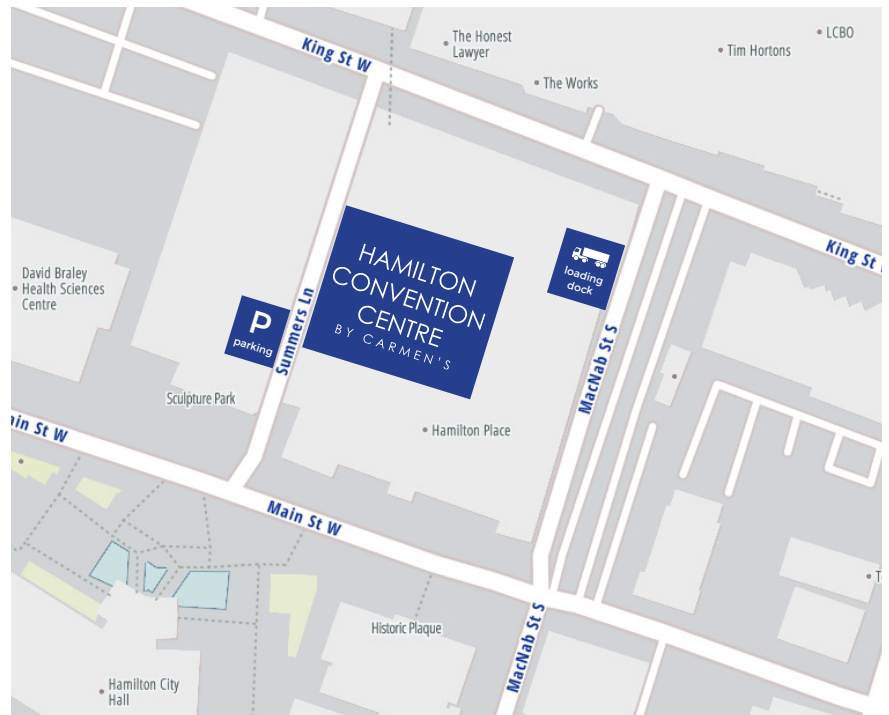 LCBO
The Honest
Lawyer
Tim Hortons
King St W
The Works
King St
HAMILTON
CONVENTION
CENTRE
BY CARMEN'S
loading
dock
David Braley
Health Sciences
Centre
P
parking
Summers Ln
MacNab St S
Sculpture Park
ain St W
Hamilton Place
Main St W
T
MacNab St S
Historic Plaque
Hamilton City
Hall